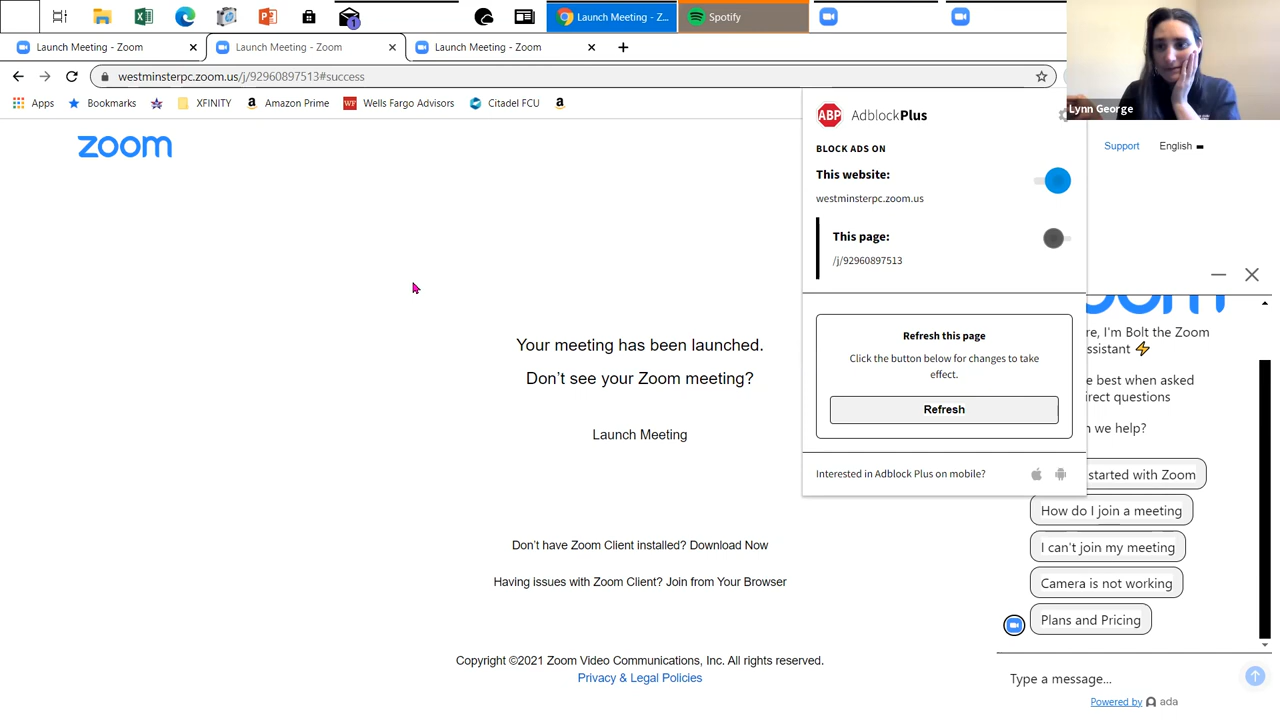 1
Launch Meeting - Z...
Spotify
Launch Meeting - Zoom
Launch Meeting - Zoom
Launch Meeting - Zoom
westminsterpc.zoom.us/j/92960897513#success
Apps
Bookmarks
XFINITY
Amazon Prime
WF Wells Fargo Advisors
Citadel FCU
Lynn George
zoom
Support
English
ABP AdblockPlus
BLOCK ADS ON
This website:
westminsterpc.zoom.us
This page:
/j/92960897513
Refresh this page
Click the button below for changes to take
effect.
Refresh
Interested in Adblock Plus on mobile?
Your meeting has been launched.
Don't see your Zoom meeting?
Launch Meeting
Don't have Zoom Client installed? Download Now
Having issues with Zoom Client? Join from Your Browser
Copyright ©2021 Zoom Video Communications, Inc. All rights reserved.
Privacy & Legal Policies
zoom
re, I'm Bolt the Zoom
ssistant
e best when asked
irect questions
n we help?
started with Zoom
How do I join a meeting
I can't join my meeting
Camera is not working
Plans and Pricing
Type a message...
Powered by ada